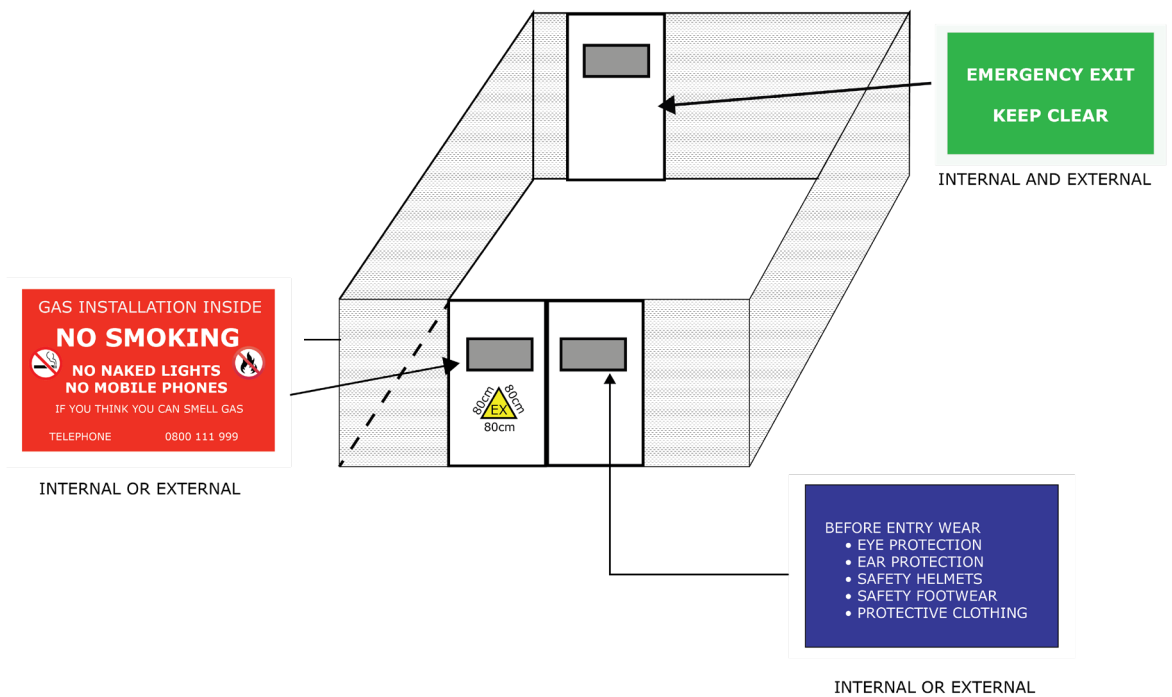 EMERGENCY EXIT
KEEP CLEAR
INTERNAL AND EXTERNAL
GAS INSTALLATION INSIDE
NO SMOKING
NO NAKED LIGHTS
NO MOBILE PHONES
IF YOU THINK YOU CAN SMELL GAS
TELEPHONE 0800 111 999
INTERNAL OR EXTERNAL
80cm
80cm
EX
80cm
BEFORE ENTRY WEAR
• EYE PROTECTION
• EAR PROTECTION
• SAFETY HELMETS
• SAFETY FOOTWEAR
• PROTECTIVE CLOTHING
INTERNAL OR EXTERNAL